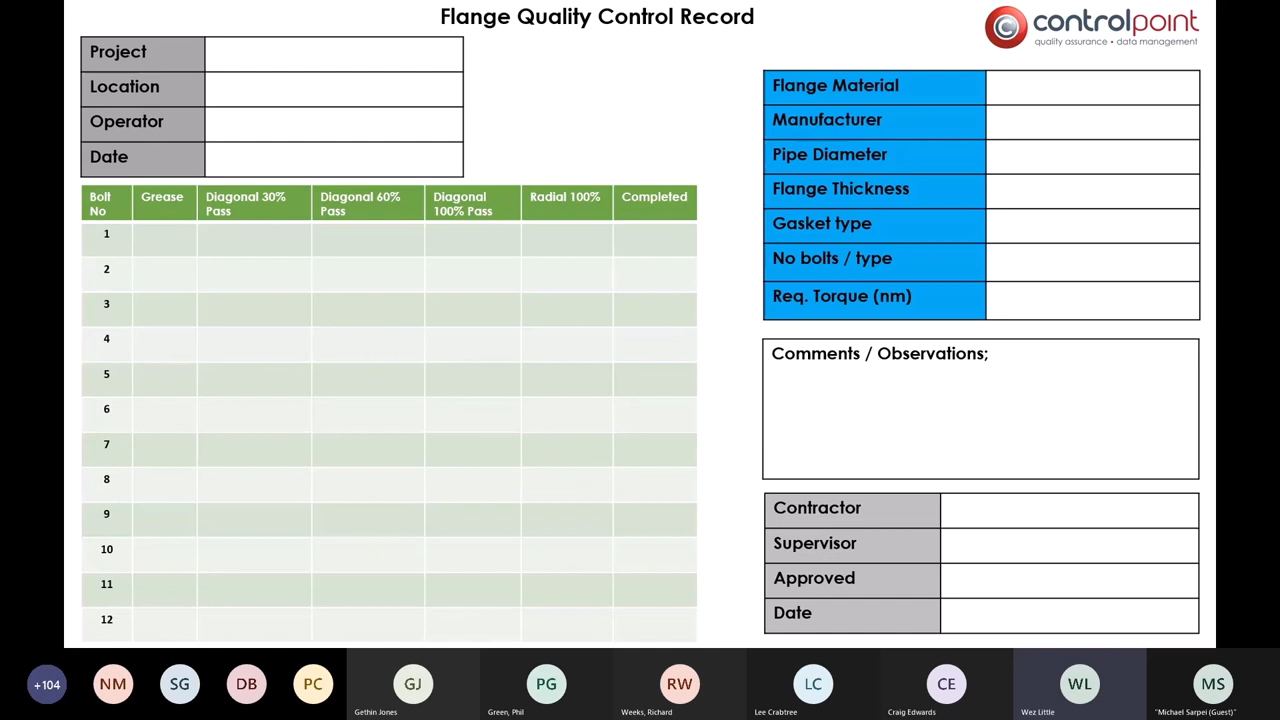 Flange Quality Control Record
controlpoint
quality assurance • data management
Project
Location
Operator
Date
Flange Material
Manufacturer
Pipe Diameter
Flange Thickness
Gasket type
No bolts / type
Req. Torque (nm)
Bolt No
Grease
Diagonal 30% Pass
Diagonal 60% Pass
Diagonal 100% Pass
Radial 100%
Completed
1
2
3
4
5
6
7
8
9
10
11
12
Comments / Observations;
Contractor
Supervisor
Approved
Date
+104
NM
SG
DB
PC
GJ
Gethin Jones
PG
Green, Phil
RW
Weeks, Richard
LC
Lee Crabtree
CE
Craig Edwards
WL
Wez Little
MS
"Michael Sarpei (Guest)"